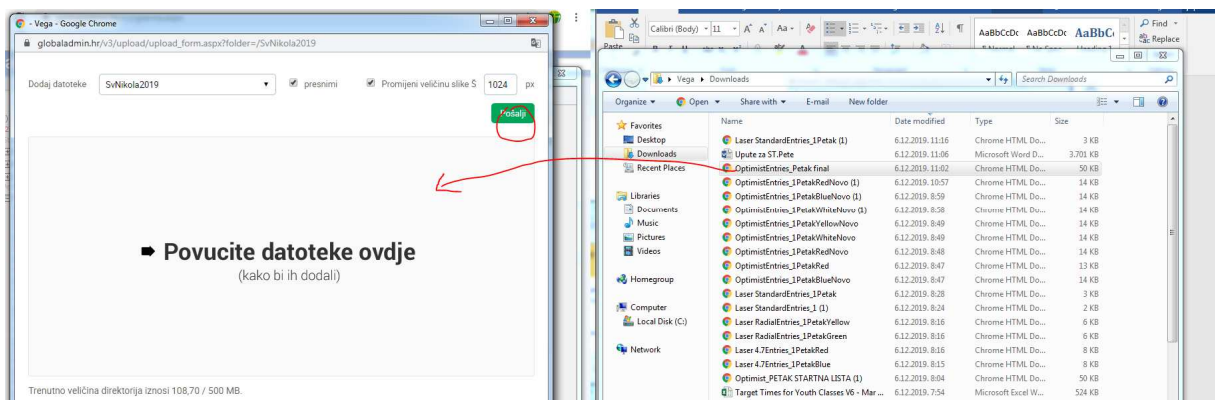 - Vega - Google Chrome
globaladmin.hr/v3/upload/upload_form.aspx?folder=/SvNikola2019
Dodaj datoteke SvNikola2019 presnimi Promijeni veličinu slike Š 1024 px
Pošalji
Povucite datoteke ovdje
(kako bi ih dodali)
Trenutno veličina direktorija iznosi 108,70 / 500 MB.
Calibri (Body) 11 Aa
AaBbCcDc AaBbCcDc AaBbCc
Find
Replace
Paste
Vega Downloads Search Downloads
Organize Open Share with E-mail New folder
Name Date modified Type Size
Favorites
Desktop
Downloads
Recent Places
Libraries
Documents
Music
Pictures
Videos
Homegroup
Computer
Local Disk (C:)
Network
Laser StandardEntries_1Petak (1) 6.12.2019. 11:16 Chrome HTML Do... 3 KB
Upute za ST.Pete 6.12.2019. 11:06 Microsoft Word D... 3.701 KB
OptimistEntries_Petak final 6.12.2019. 11:02 Chrome HTML Do... 50 KB
OptimistEntries_1PetakRedNovo (1) 6.12.2019. 10:57 Chrome HTML Do... 14 KB
OptimistEntries_1PetakBlueNovo (1) 6.12.2019. 8:59 Chrome HTML Do... 14 KB
OptimistEntries_1PetakWhiteNovo (1) 6.12.2019. 8:58 Chrome HTML Do... 14 KB
OptimistEntries_1PetakYellowNovo 6.12.2019. 8:49 Chrome HTML Do... 14 KB
OptimistEntries_1PetakWhiteNovo 6.12.2019. 8:49 Chrome HTML Do... 14 KB
OptimistEntries_1PetakRedNovo 6.12.2019. 8:48 Chrome HTML Do... 14 KB
OptimistEntries_1PetakRed 6.12.2019. 8:47 Chrome HTML Do... 13 KB
OptimistEntries_1PetakBlueNovo 6.12.2019. 8:47 Chrome HTML Do... 14 KB
Laser StandardEntries_1Petak 6.12.2019. 8:28 Chrome HTML Do... 3 KB
Laser StandardEntries_1 (1) 6.12.2019. 8:24 Chrome HTML Do... 2 KB
Laser RadialEntries_1PetakYellow 6.12.2019. 8:16 Chrome HTML Do... 6 KB
Laser RadialEntries_1PetakGreen 6.12.2019. 8:16 Chrome HTML Do... 6 KB
Laser 4.7Entries_1PetakRed 6.12.2019. 8:16 Chrome HTML Do... 8 KB
Laser 4.7Entries_1PetakBlue 6.12.2019. 8:15 Chrome HTML Do... 8 KB
Optimist_PETAK STARTNA LISTA (1) 6.12.2019. 8:04 Chrome HTML Do... 50 KB
Target Times for Youth Classes V6 - Mar ... 6.12.2019. 7:54 Microsoft Excel W... 524 KB